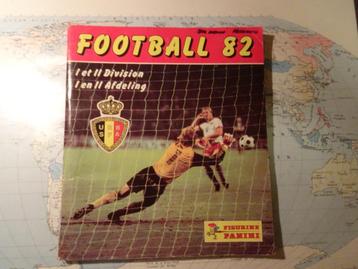 FOOTBALL 82
I et II Division
I en II Afdeling
FIGURINE
PANINI